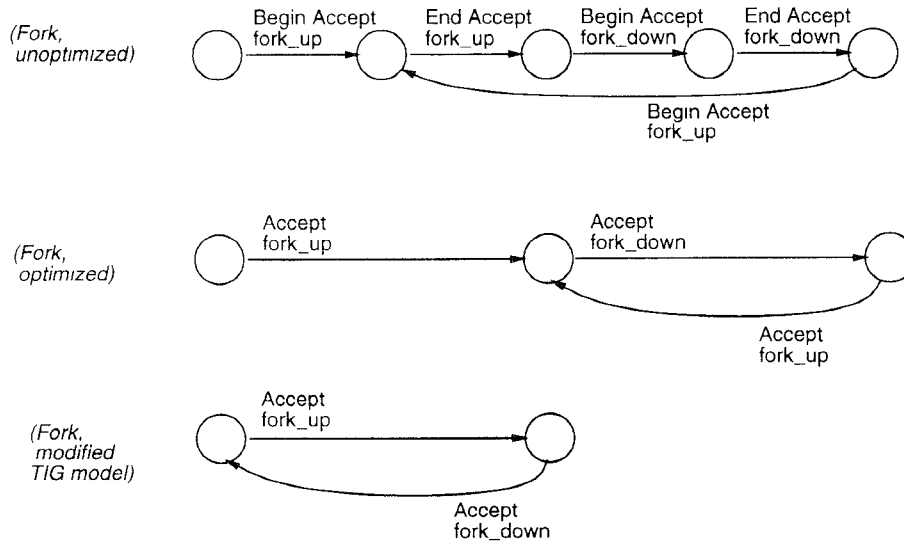 (Fork,
unoptimized)
Begin Accept
fork_up
End Accept
fork_up
Begin Accept
fork_down
End Accept
fork_down
Begin Accept
fork_up
(Fork,
optimized)
Accept
fork_up
Accept
fork_down
Accept
fork_up
(Fork,
modified
TIG model)
Accept
fork_up
Accept
fork_down